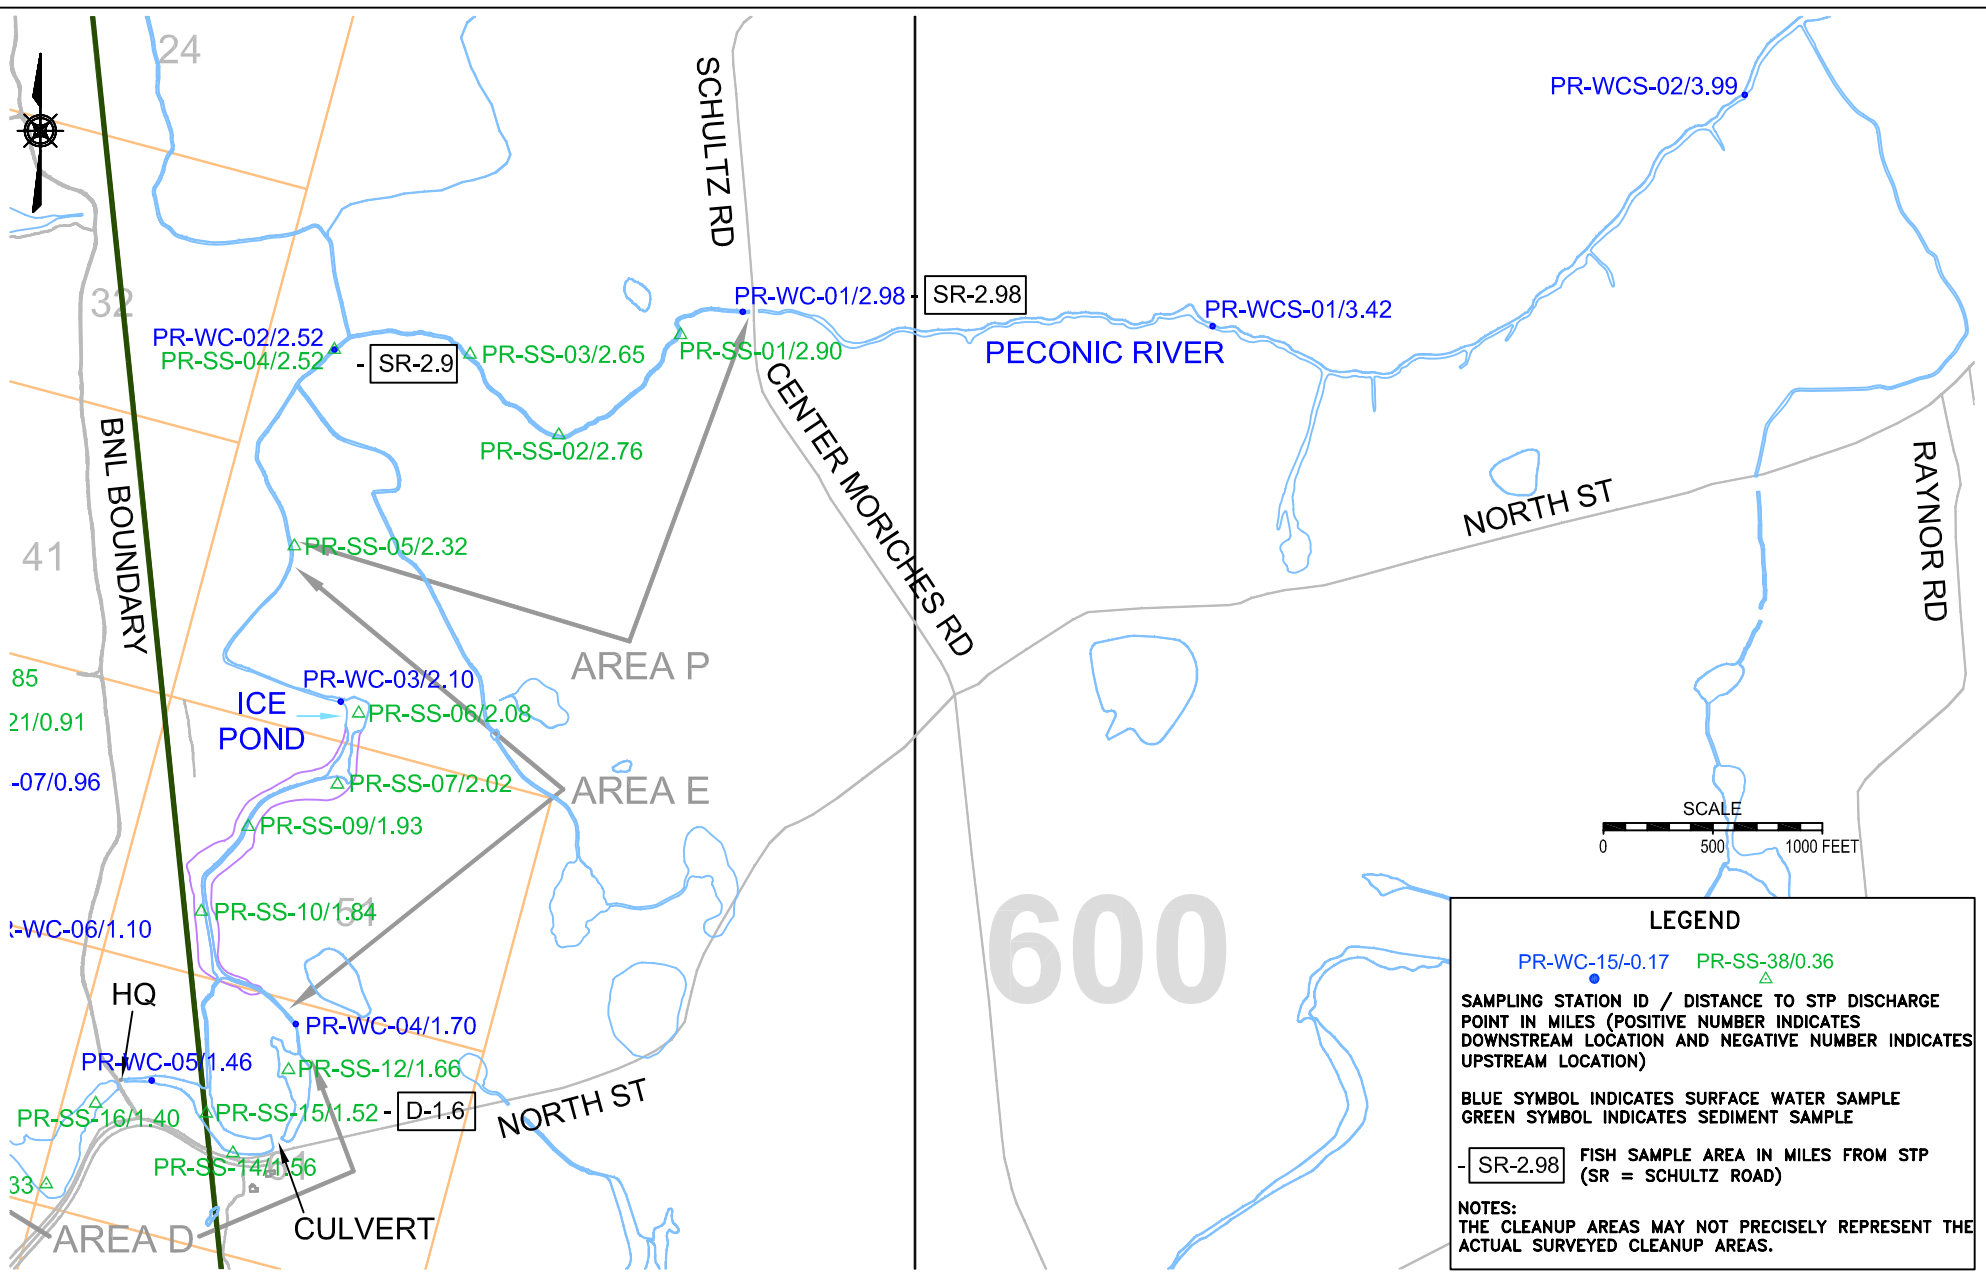 24
SCHULTZ RD
PR-WCS-02/3.99
32
PR-WC-01/2.98
- SR-2.98
PR-WCS-01/3.42
PR-WC-02/2.52
PR-SS-04/2.52
- SR-2.9
PR-SS-03/2.65
PR-SS-01/2.90
PECONIC RIVER
CENTER MORICHES RD
BNL BOUNDARY
PR-SS-02/2.76
NORTH ST
RAYNOR RD
41
PR-SS-05/2.32
AREA P
85
PR-WC-03/2.10
ICE
POND
PR-SS-06/2.08
21/0.91
-07/0.96
PR-SS-07/2.02
AREA E
PR-SS-09/1.93
SCALE
0 500 1000 FEET
PR-SS-10/1.84
51
R-WC-06/1.10
600
HQ
PR-WC-04/1.70
PR-WC-05/1.46
PR-SS-12/1.66
PR-SS-16/1.40
PR-SS-15/1.52
- D-1.6
NORTH ST
PR-SS-14/1.56
61
33
AREA D
CULVERT
LEGEND
PR-WC-15/-0.17 PR-SS-38/0.36
SAMPLING STATION ID / DISTANCE TO STP DISCHARGE
POINT IN MILES (POSITIVE NUMBER INDICATES
DOWNSTREAM LOCATION AND NEGATIVE NUMBER INDICATES
UPSTREAM LOCATION)
BLUE SYMBOL INDICATES SURFACE WATER SAMPLE
GREEN SYMBOL INDICATES SEDIMENT SAMPLE
- SR-2.98 FISH SAMPLE AREA IN MILES FROM STP
(SR = SCHULTZ ROAD)
NOTES:
THE CLEANUP AREAS MAY NOT PRECISELY REPRESENT THE
ACTUAL SURVEYED CLEANUP AREAS.